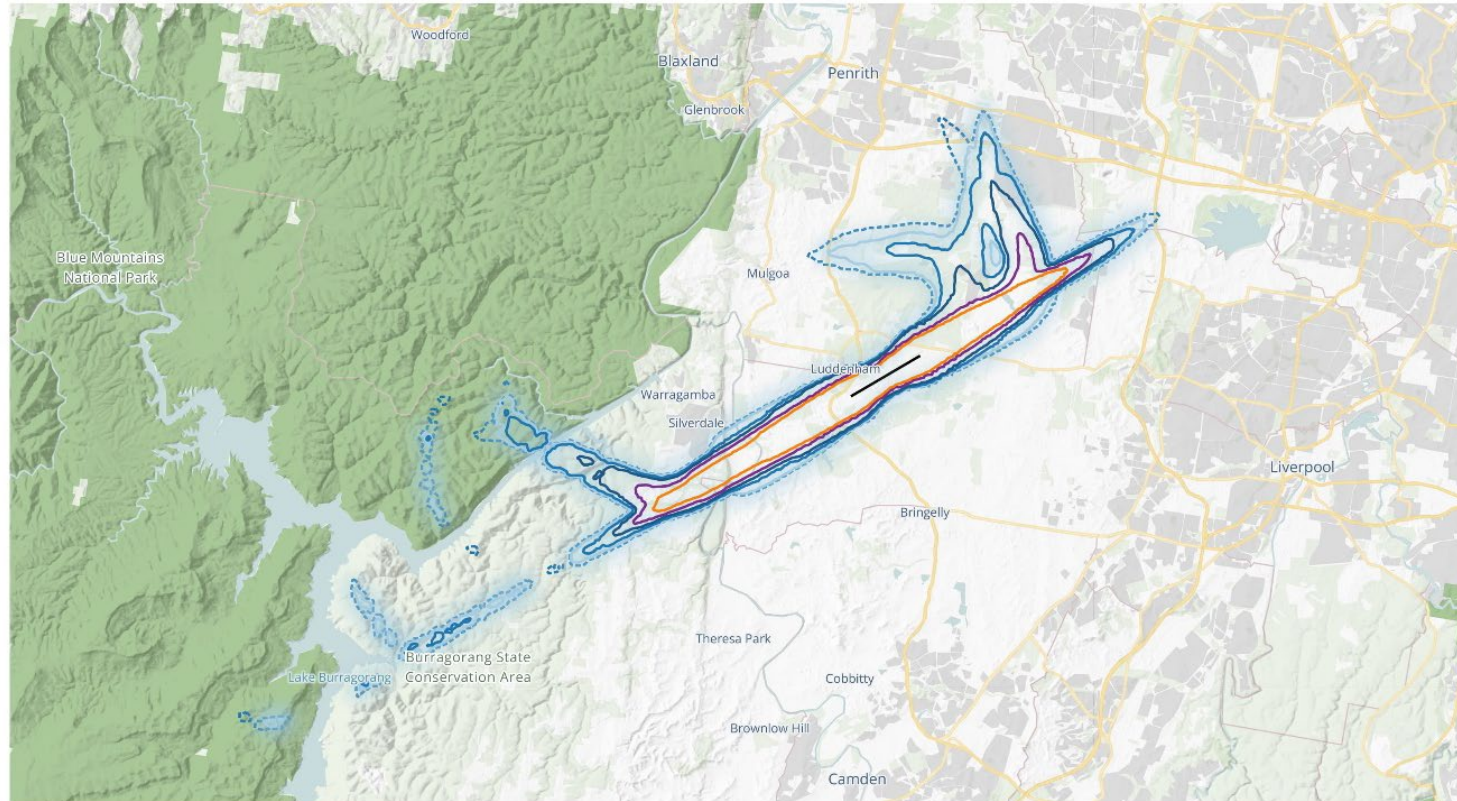 Woodford
Blaxland
Penrith
Glenbrook
Blue Mountains
National Park
Mulgoa
Luddenham
Warragamba
Silverdale
Liverpool
Bringelly
Theresa Park
Burragorang State
Conservation Area
Lake Burragorang
Cobbitty
Brownlow Hill
Camden